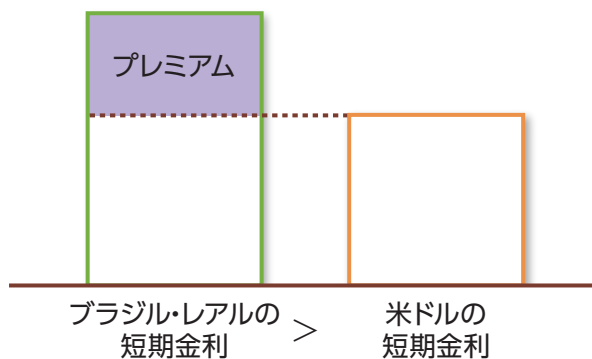 プレミアム
ブラジル・レアルの
短期金利
>
米ドルの
短期金利